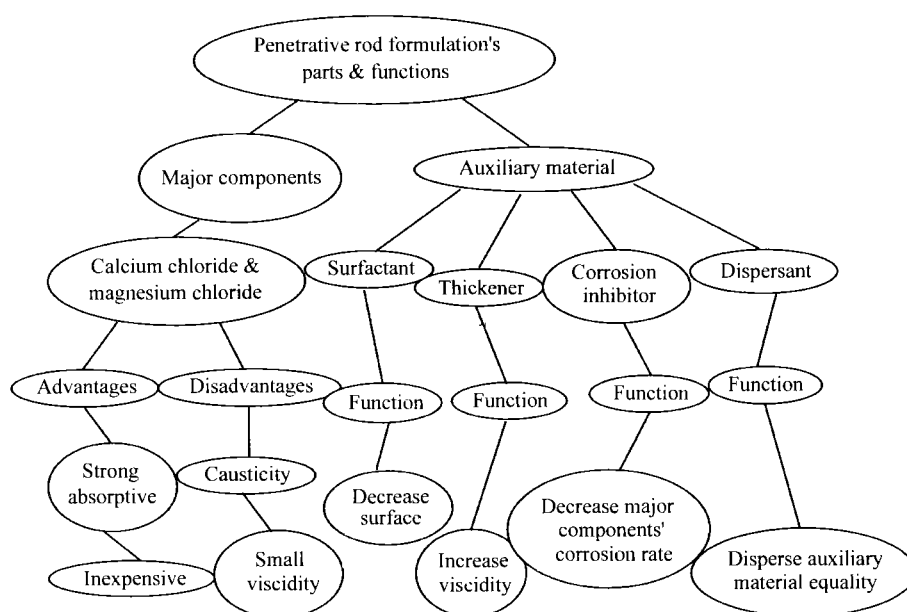 Penetrative rod formulation's
parts & functions
Major components
Auxiliary material
Calcium chloride &
magnesium chloride
Surfactant
Thickener
Corrosion
inhibitor
Dispersant
Advantages
Disadvantages
Function
Function
Function
Function
Strong
absorptive
Causticity
Decrease
surface
Increase
viscidity
Decrease major
components'
corrosion rate
Disperse auxiliary
material equality
Inexpensive
Small
viscidity